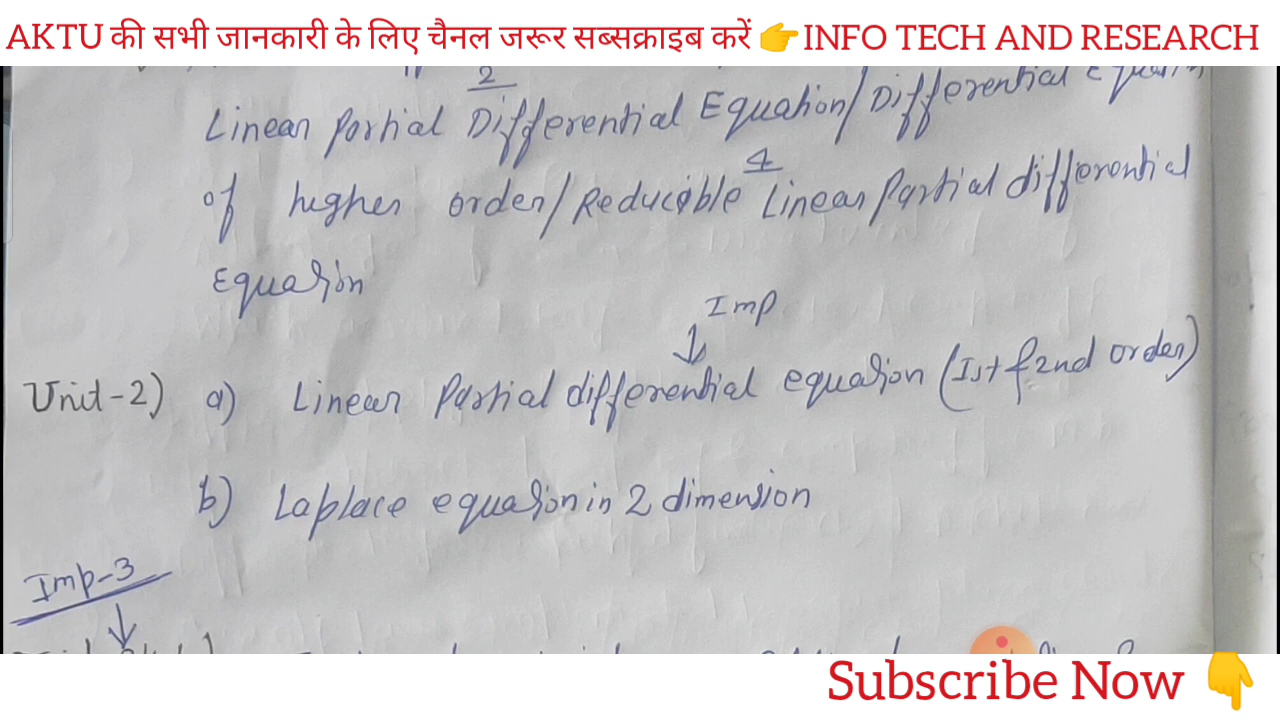 AKTU की सभी जानकारी के लिए चैनल जरूर सब्सक्राइब करें 👉INFO TECH AND RESEARCH
2
Linear Partial Differential Equation/Differential Equation
4
of higher order/Reducible Linear Partial differential
Equation
Imp
Unit-2) a) Linear Partial differential equation (Ist & 2nd order)
b) Laplace equation in 2 dimension
Imp-3
Subscribe Now 👇